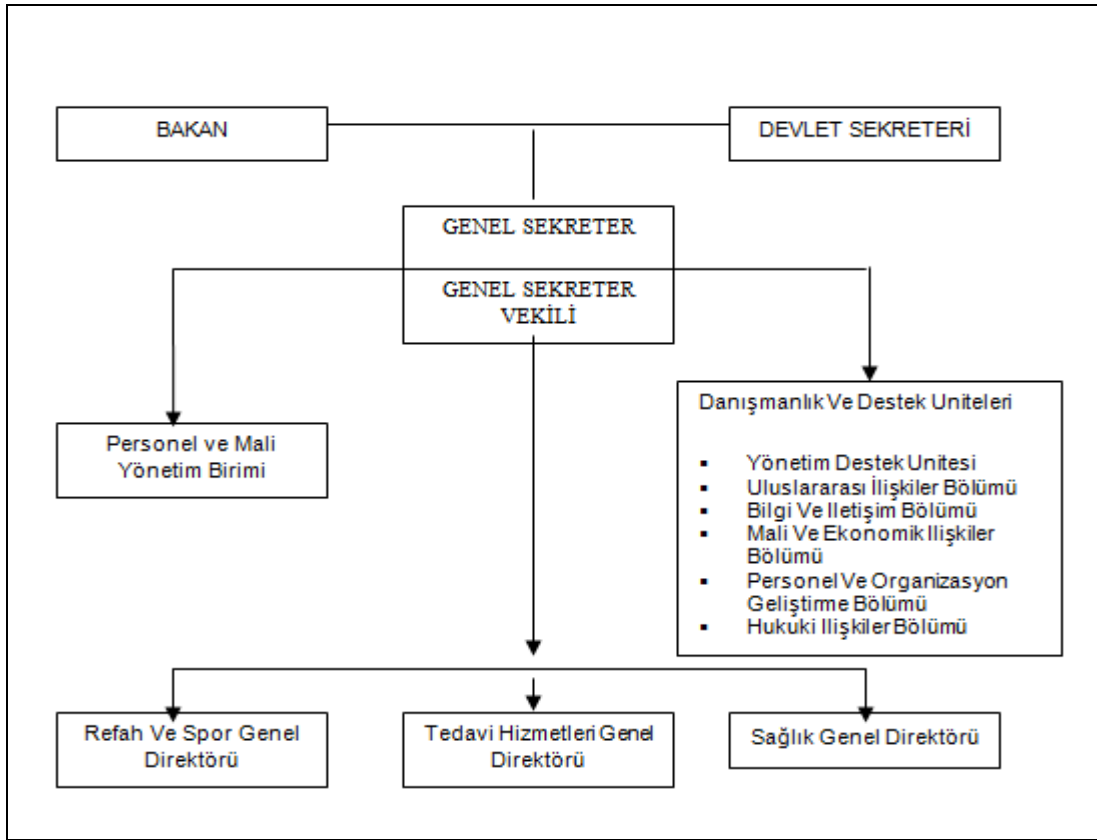 BAKAN
DEVLET SEKRETERİ
GENEL SEKRETER
GENEL SEKRETER
VEKİLİ
Personel ve Mali
Yönetim Birimi
Danışmanlık Ve Destek Uniteleri
▪ Yönetim Destek Unitesi
▪ Uluslararası İlişkiler Bölümü
▪ Bilgi Ve Iletişim Bölümü
▪ Mali Ve Ekonomik Ilişkiler
Bölümü
▪ Personel Ve Organizasyon
Geliştirme Bölümü
▪ Hukuki Ilişkiler Bölümü
Refah Ve Spor Genel
Direktörü
Tedavi Hizmetleri Genel
Direktörü
Sağlık Genel Direktörü